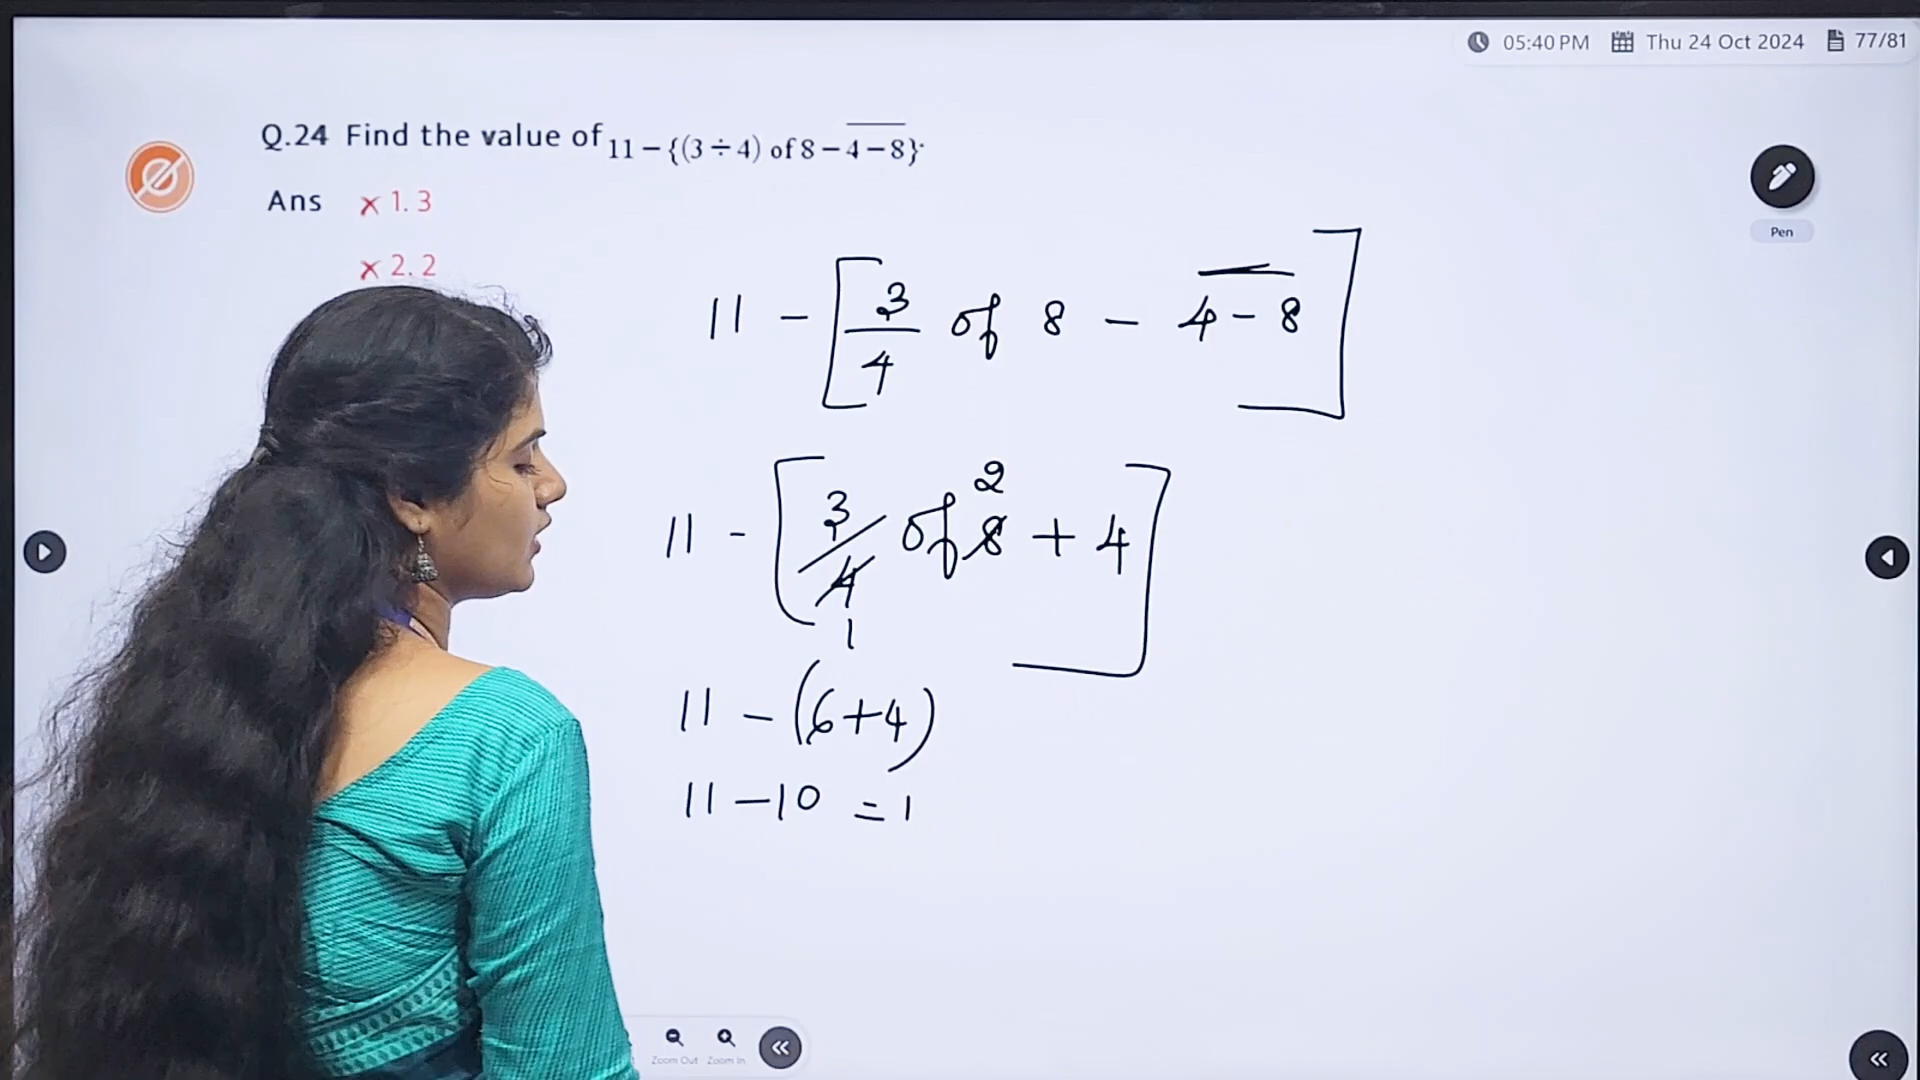 05:40 PM Thu 24 Oct 2024 77/81
Q.24 Find the value of 11 − {(3 ÷ 4) of 8 − 4 − 8}.
Ans × 1. 3
× 2. 2
Pen
11 - [3/4 of 8 - 4 - 8]
2
11 - [3/4 of 8 + 4]
1
11 - (6+4)
11 - 10 = 1
Zoom Out Zoom In